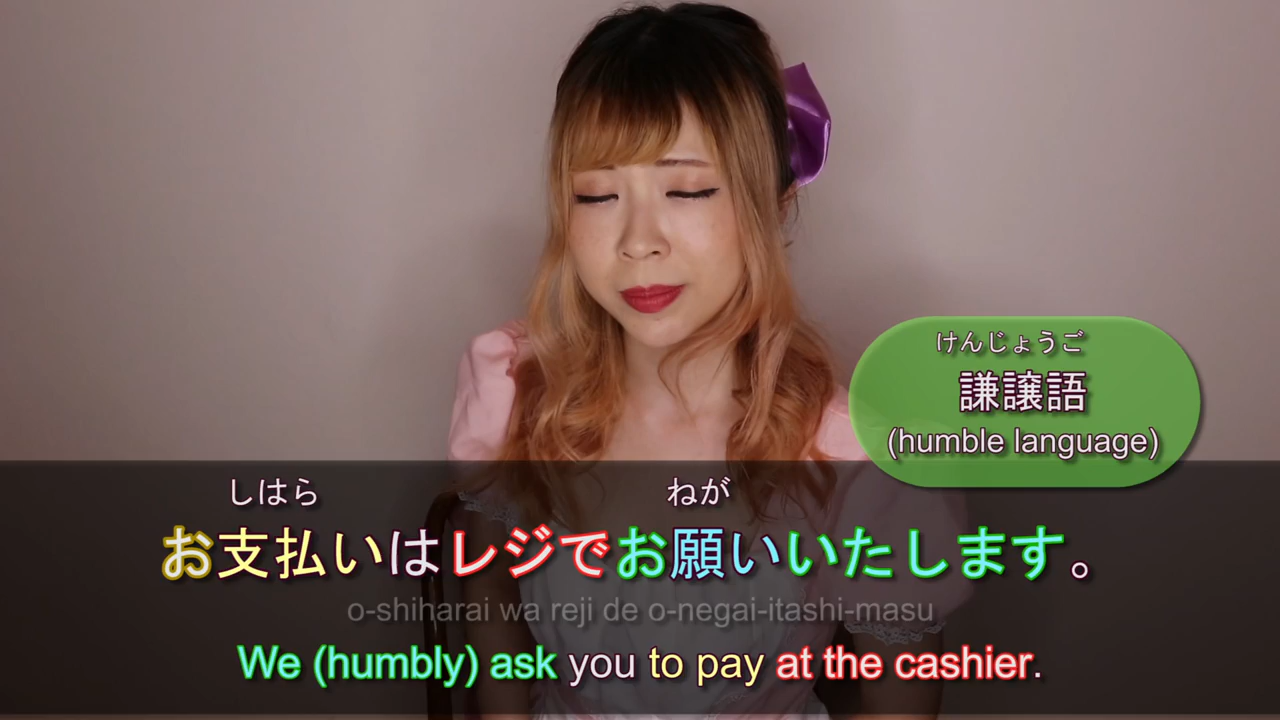 けんじょうご
謙譲語
(humble language)
しはら ねが
お支払いはレジでお願いいたします。
o-shiharai wa reji de o-negai-itashi-masu
We (humbly) ask you to pay at the cashier.